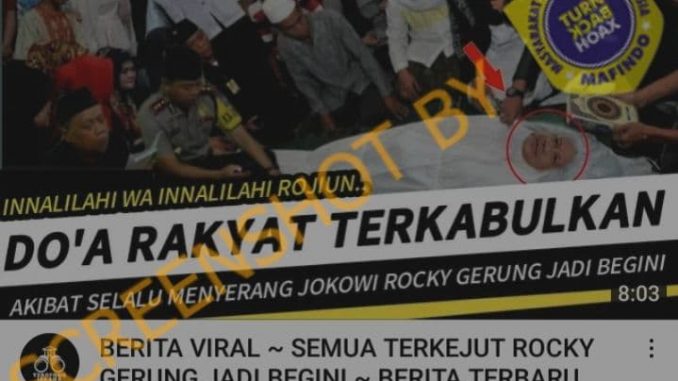 MASYARAKAT
TURN
BACK
HOAX
MAFINDO
SCREENSHOT BY
INNALILAHI WA INNALILAHI ROJIUN..
DO'A RAKYAT TERKABULKAN
AKIBAT SELALU MENYERANG JOKOWI ROCKY GERUNG JADI BEGINI
8:03
BERITA VIRAL ~ SEMUA TERKEJUT ROCKY
GERUNG JADI BEGINI ~ BERITA TERBARU